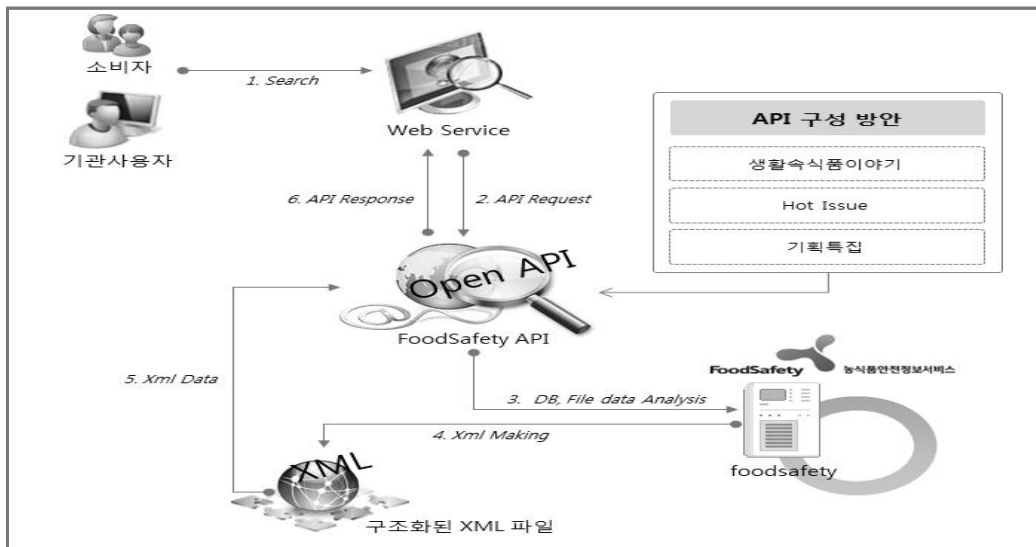 소비자
1. Search
기관사용자
Web Service
API 구성 방안
생활속식품이야기
Hot Issue
기획특집
6. API Response
2. API Request
Open API
FoodSafety API
5. Xml Data
FoodSafety 농식품안전정보서비스
3. DB, File data Analysis
4. Xml Making
foodsafety
XML
구조화된 XML 파일